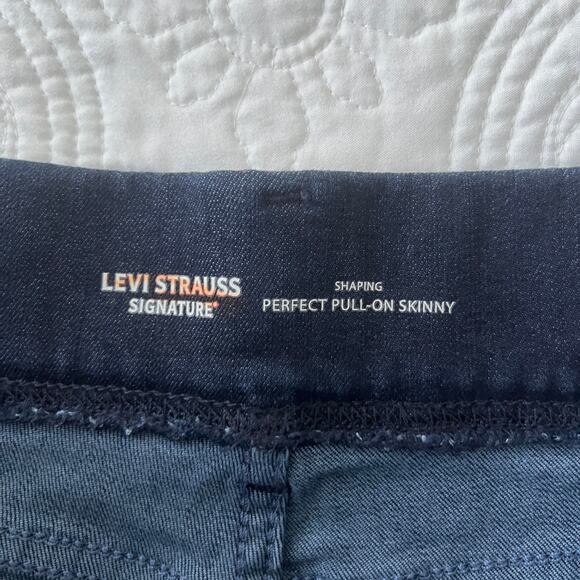 LEVI STRAUSS
SIGNATURE
SHAPING
PERFECT PULL-ON SKINNY